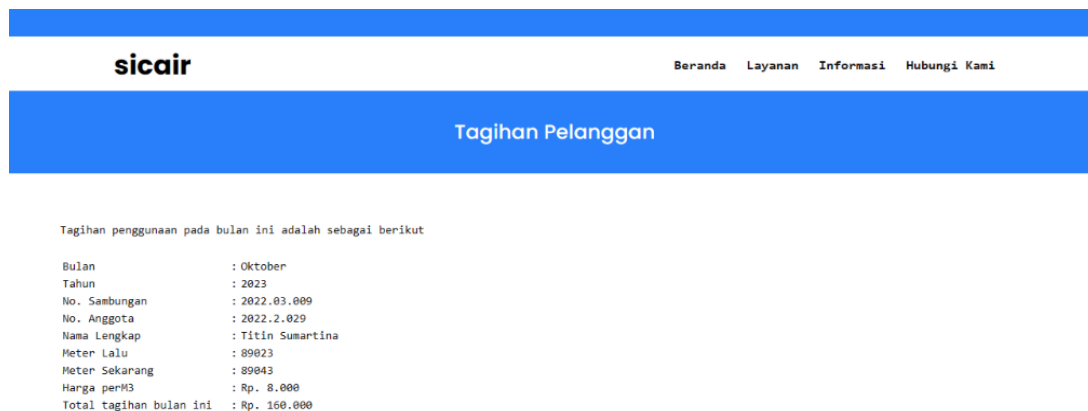 sicair
Beranda Layanan Informasi Hubungi Kami
Tagihan Pelanggan
Tagihan penggunaan pada bulan ini adalah sebagai berikut
Bulan : Oktober
Tahun : 2023
No. Sambungan : 2022.03.009
No. Anggota : 2022.2.029
Nama Lengkap : Titin Sumartina
Meter Lalu : 89023
Meter Sekarang : 89043
Harga perM3 : Rp. 8.000
Total tagihan bulan ini : Rp. 160.000